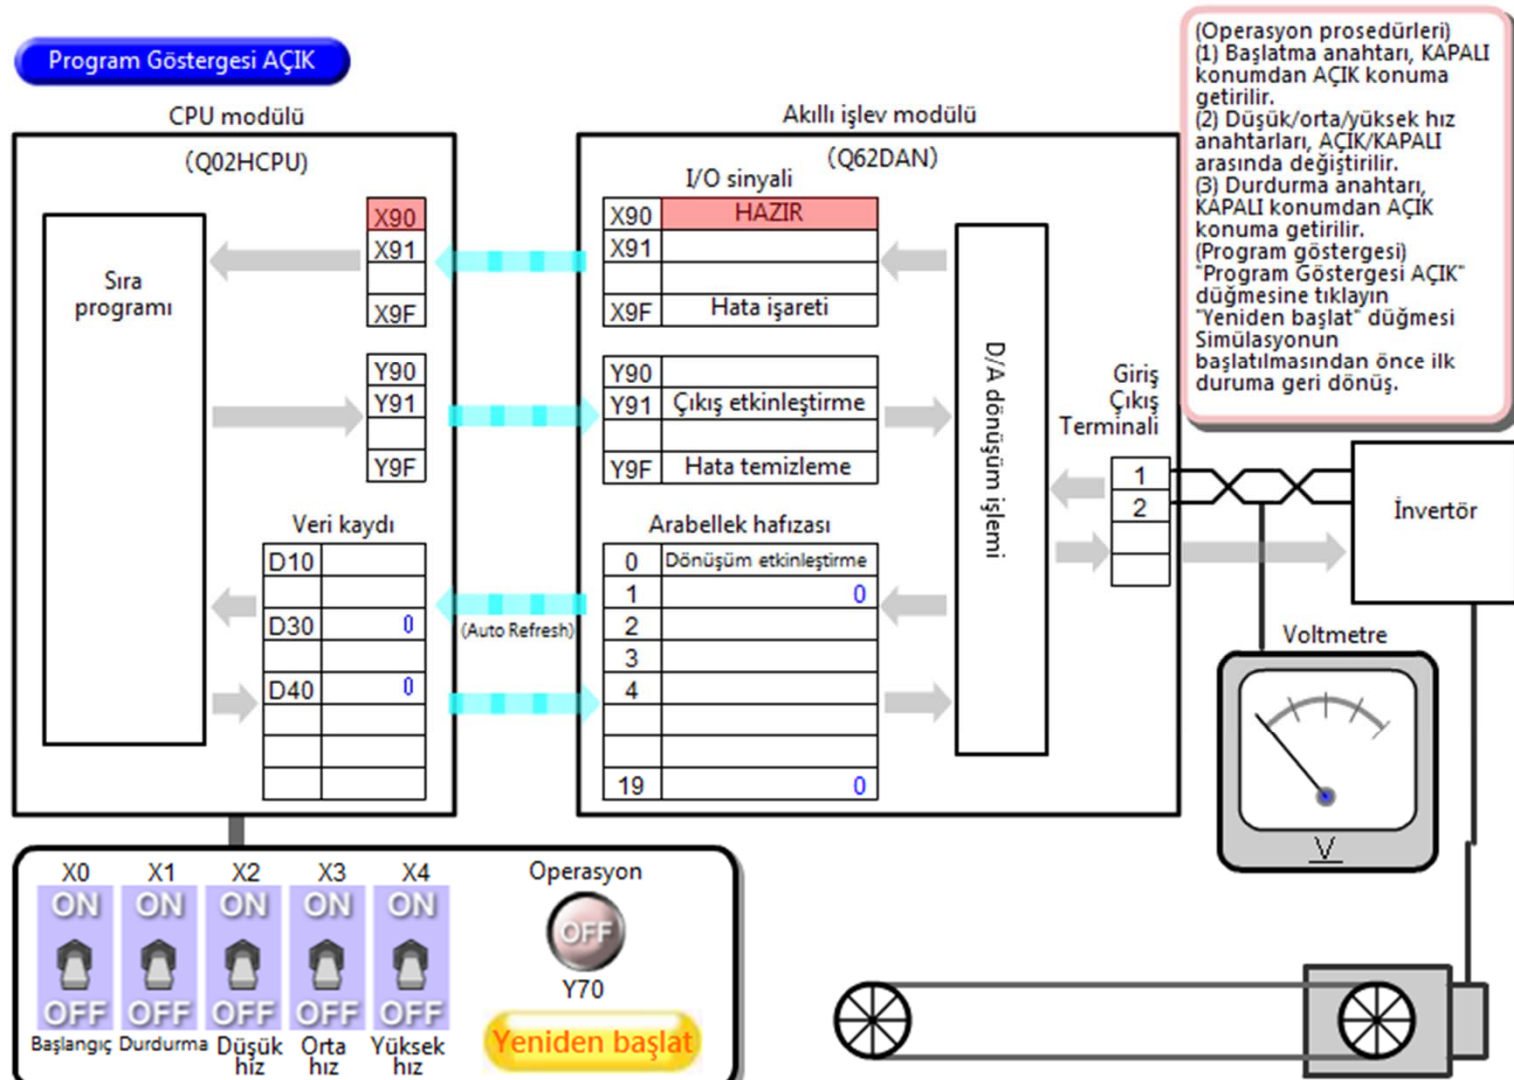 Program Göstergesi AÇIK
(Operasyon prosedürleri)
(1) Başlatma anahtarı, KAPALI
konumdan AÇIK konuma
getirilir.
(2) Düşük/orta/yüksek hız
anahtarları, AÇIK/KAPALI
arasında değiştirilir.
(3) Durdurma anahtarı,
KAPALI konumdan AÇIK
konuma getirilir.
(Program göstergesi)
"Program Göstergesi AÇIK"
düğmesine tıklayın
"Yeniden başlat" düğmesi
Simülasyonun
başlatılmasından önce ilk
duruma geri dönüş.
CPU modülü
(Q02HCPU)
Sıra
programı
X90
X91
X9F
Y90
Y91
Y9F
Veri kaydı
D10
D30 0
D40 0
(Auto Refresh)
Akıllı işlev modülü
(Q62DAN)
I/O sinyali
X90 HAZIR
X91
X9F Hata işareti
Y90
Y91 Çıkış etkinleştirme
Y9F Hata temizleme
Arabellek hafızası
0 Dönüşüm etkinleştirme
1 0
2
3
4
19 0
D/A dönüşüm işlemi
Giriş
Çıkış
Terminali
1
2
İnvertör
Voltmetre
V
X0 X1 X2 X3 X4
ON ON ON ON ON
OFF OFF OFF OFF OFF
Başlangıç Durdurma Düşük Orta Yüksek
hız hız hız
Operasyon
OFF
Y70
Yeniden başlat